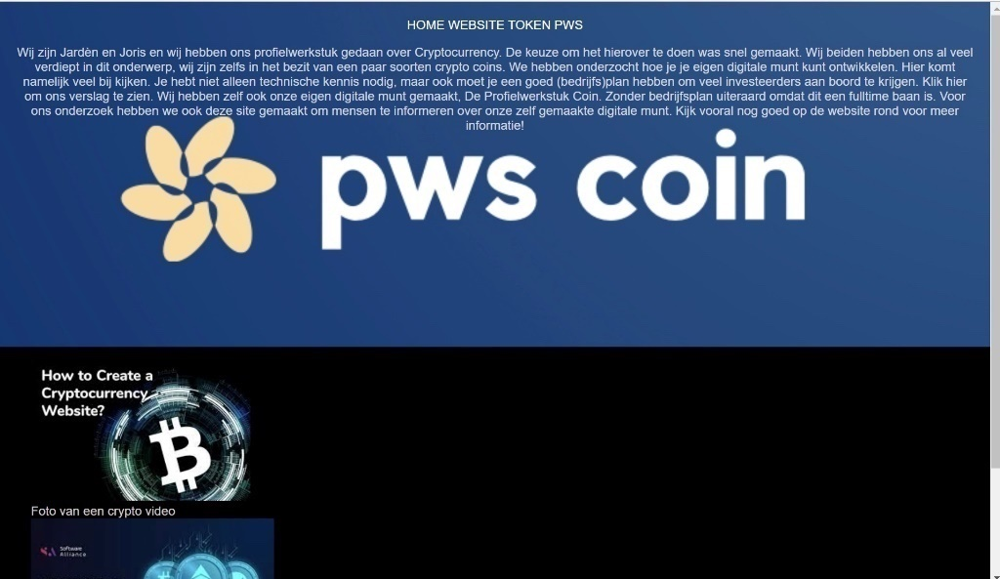 HOME WEBSITE TOKEN PWS
Wij zijn Jardèn en Joris en wij hebben ons profielwerkstuk gedaan over Cryptocurrency. De keuze om het hierover te doen was snel gemaakt. Wij beiden hebben ons al veel
verdiept in dit onderwerp, wij zijn zelfs in het bezit van een paar soorten crypto coins. We hebben onderzocht hoe je je eigen digitale munt kunt ontwikkelen. Hier komt
namelijk veel bij kijken. Je hebt niet alleen technische kennis nodig, maar ook moet je een goed (bedrijfs)plan hebben om veel investeerders aan boord te krijgen. Klik hier
om ons verslag te zien. Wij hebben zelf ook onze eigen digitale munt gemaakt, De Profielwerkstuk Coin. Zonder bedrijfsplan uiteraard omdat dit een fulltime baan is. Voor
ons onderzoek hebben we ook deze site gemaakt om mensen te informeren over onze zelf gemaakte digitale munt. Kijk vooral nog goed op de website rond voor meer
informatie!
pws coin
How to Create a
Cryptocurrency
Website?
Foto van een crypto video
SA Software
Alliance